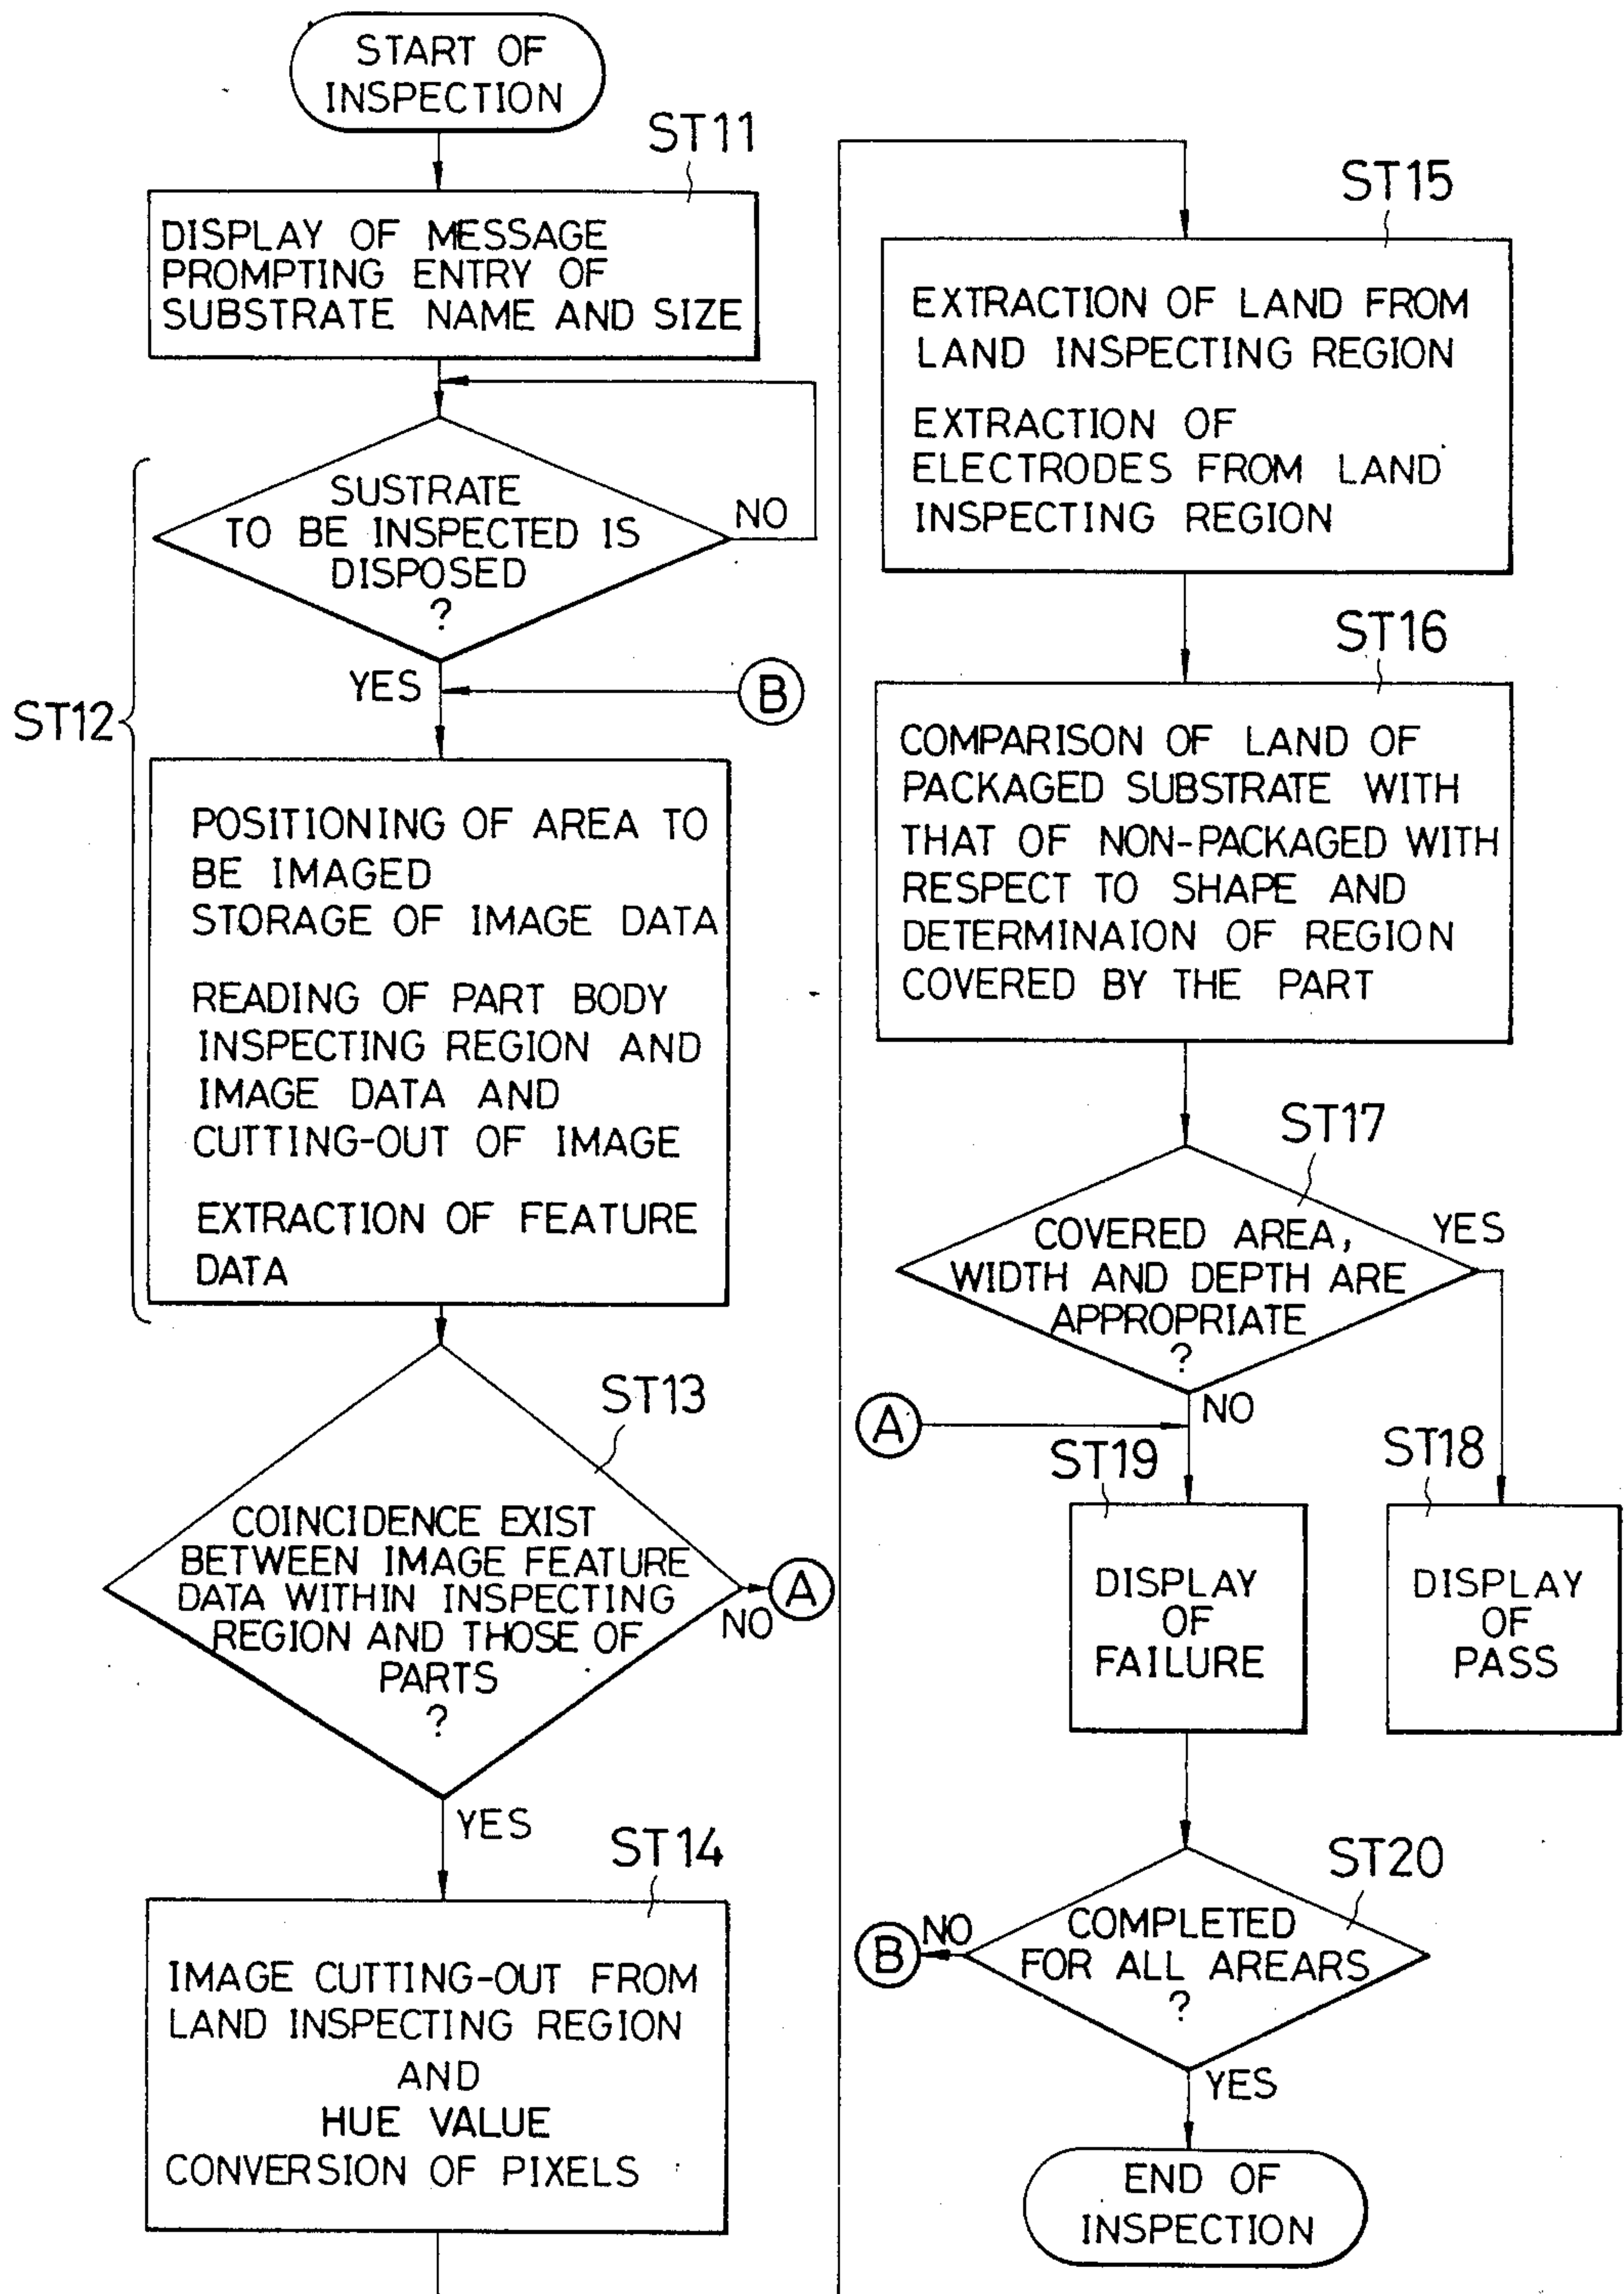 START OF
INSPECTION
ST11
DISPLAY OF MESSAGE
PROMPTING ENTRY OF
SUBSTRATE NAME AND SIZE
SUSTRATE
TO BE INSPECTED IS
DISPOSED
?
NO
YES
B
ST12
POSITIONING OF AREA TO
BE IMAGED
STORAGE OF IMAGE DATA
READING OF PART BODY
INSPECTING REGION AND
IMAGE DATA AND
CUTTING-OUT OF IMAGE
EXTRACTION OF FEATURE
DATA
ST13
COINCIDENCE EXIST
BETWEEN IMAGE FEATURE
DATA WITHIN INSPECTING
REGION AND THOSE OF
PARTS
?
NO
A
YES
ST14
IMAGE CUTTING-OUT FROM
LAND INSPECTING REGION
AND
HUE VALUE
CONVERSION OF PIXELS
ST15
EXTRACTION OF LAND FROM
LAND INSPECTING REGION
EXTRACTION OF
ELECTRODES FROM LAND
INSPECTING REGION
ST16
COMPARISON OF LAND OF
PACKAGED SUBSTRATE WITH
THAT OF NON-PACKAGED WITH
RESPECT TO SHAPE AND
DETERMINAION OF REGION
COVERED BY THE PART
ST17
COVERED AREA,
WIDTH AND DEPTH ARE
APPROPRIATE
?
YES
NO
A
ST19
DISPLAY
OF
FAILURE
ST18
DISPLAY
OF
PASS
ST20
COMPLETED
FOR ALL AREARS
?
NO
B
YES
END OF
INSPECTION